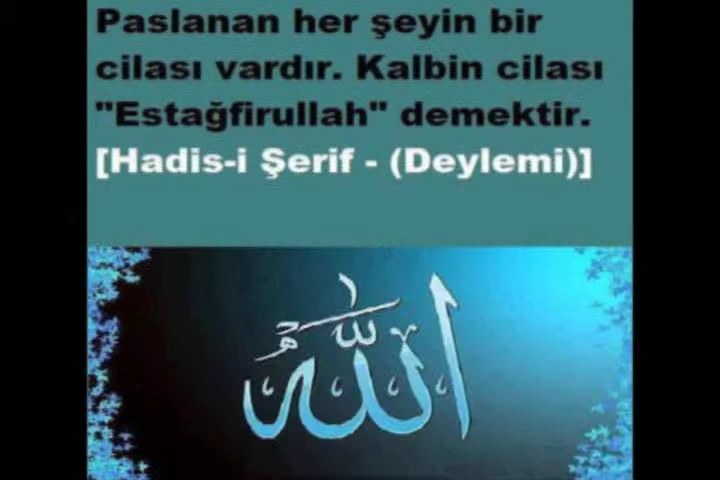 Paslanan her şeyin bir
cilası vardır. Kalbin cilası
"Estağfirullah" demektir.
[Hadis-i Şerif - (Deylemi)]
الله